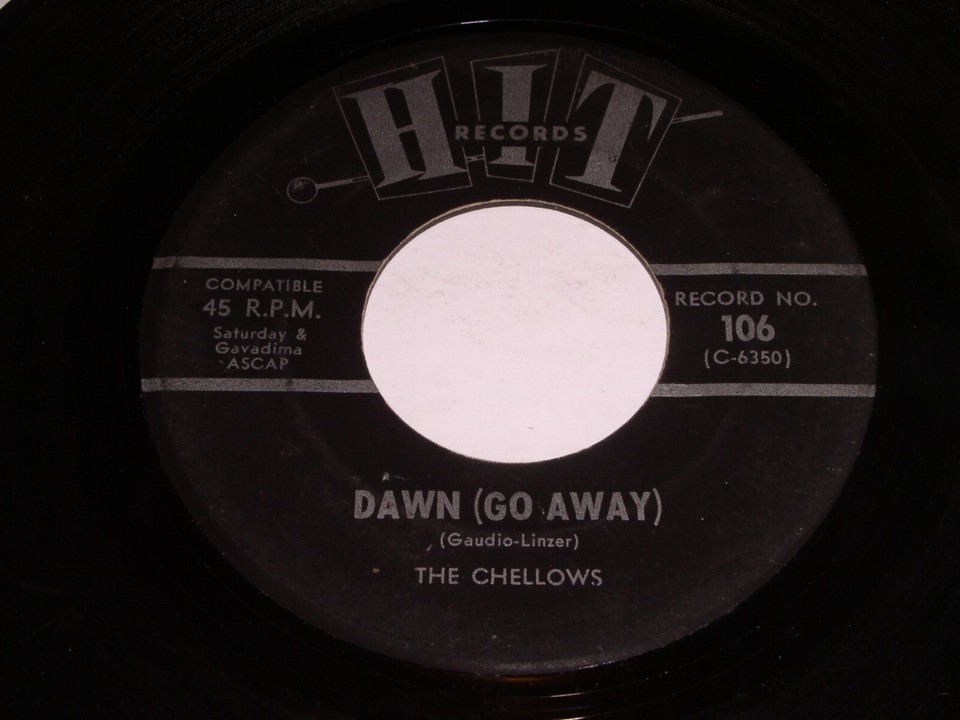 HIT
RECORDS
COMPATIBLE
45 R.P.M.
Saturday &
Gavadima
ASCAP
RECORD NO.
106
(C-6350)
DAWN (GO AWAY)
(Gaudio-Linzer)
THE CHELLOWS